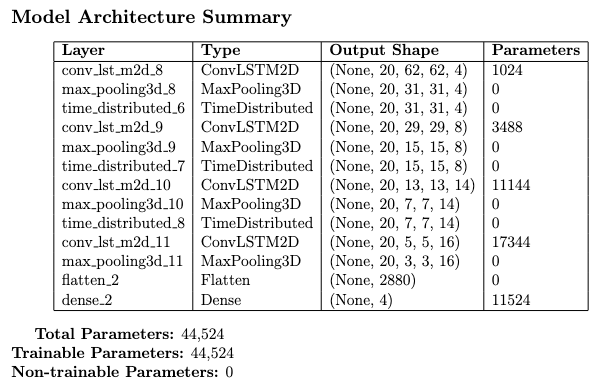 Model Architecture Summary
Layer Type Output Shape Parameters
conv_lst_m2d_8 ConvLSTM2D (None, 20, 62, 62, 4) 1024
max_pooling3d_8 MaxPooling3D (None, 20, 31, 31, 4) 0
time_distributed_6 TimeDistributed (None, 20, 31, 31, 4) 0
conv_lst_m2d_9 ConvLSTM2D (None, 20, 29, 29, 8) 3488
max_pooling3d_9 MaxPooling3D (None, 20, 15, 15, 8) 0
time_distributed_7 TimeDistributed (None, 20, 15, 15, 8) 0
conv_lst_m2d_10 ConvLSTM2D (None, 20, 13, 13, 14) 11144
max_pooling3d_10 MaxPooling3D (None, 20, 7, 7, 14) 0
time_distributed_8 TimeDistributed (None, 20, 7, 7, 14) 0
conv_lst_m2d_11 ConvLSTM2D (None, 20, 5, 5, 16) 17344
max_pooling3d_11 MaxPooling3D (None, 20, 3, 3, 16) 0
flatten_2 Flatten (None, 2880) 0
dense_2 Dense (None, 4) 11524
Total Parameters: 44,524
Trainable Parameters: 44,524
Non-trainable Parameters: 0